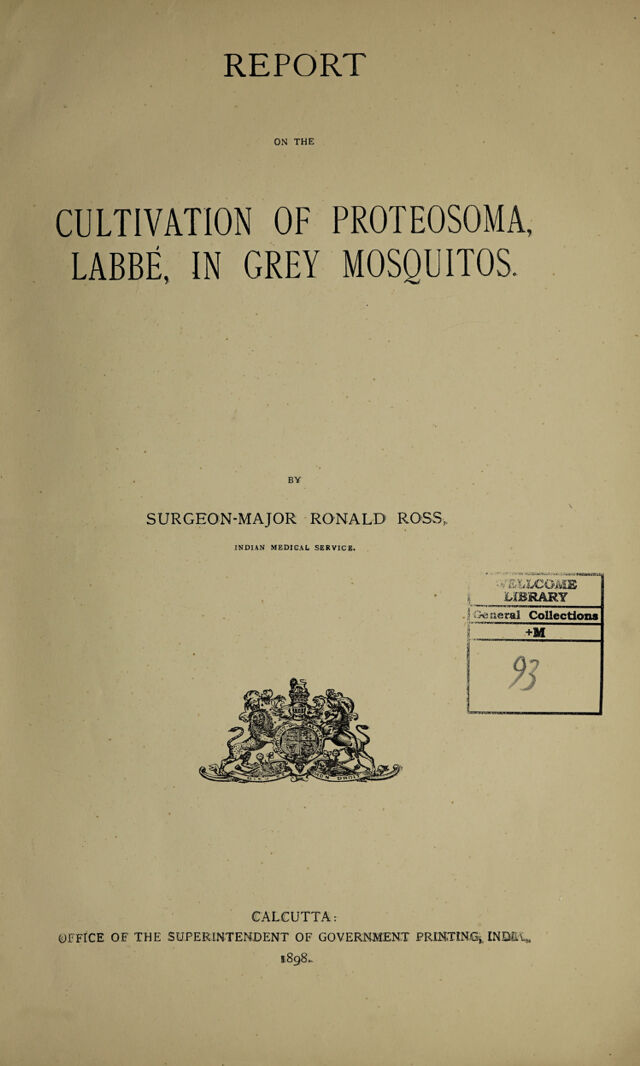 REPORT
ON THE
CULTIVATION OF PROTEOSOMA,
LABBÉ, IN GREY MOSQUITOS.
BY
SURGEON-MAJOR RONALD ROSS,
INDIAN MEDICAL SERVICE.
WELLCOME
LIBRARY
General Collections
+M
93
CALCUTTA:
OFFICE OF THE SUPERINTENDENT OF GOVERNMENT PRINTING, INDIA,
1898.